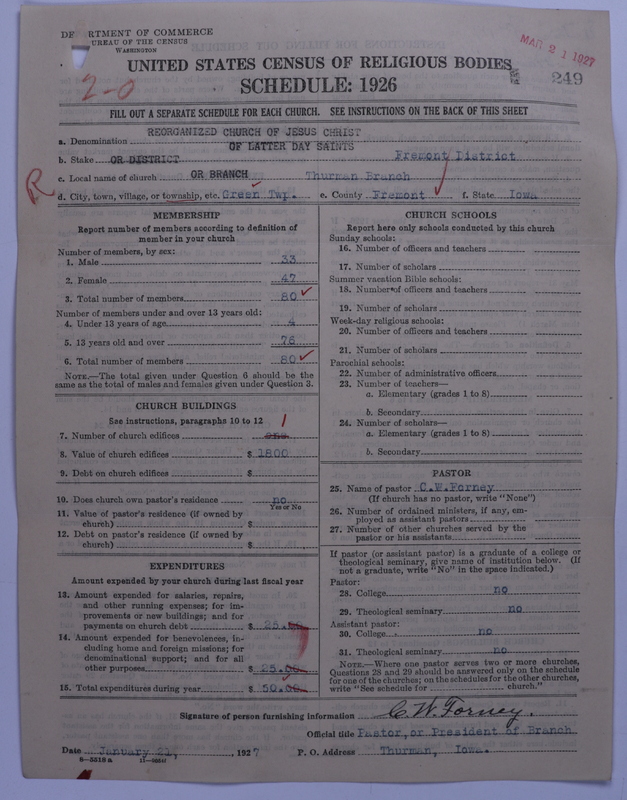 DE RTMENT OF COMMERCE
UREAU OF THE CENSUS
WASHINGTON
MAR 21 1927
UNITED STATES CENSUS OF RELIGIOUS BODIES
2-0
SCHEDULE: 1926
249
FILL OUT A SEPARATE SCHEDULE FOR EACH CHURCH. SEE INSTRUCTIONS ON THE BACK OF THIS SHEET
REORGANIZED CHURCH OF JESUS CHRIST
a. Denomination
OF LATTER DAY SAINTS
b. Stake OR DISTRICT Fremont District
c. Local name of church OR BRANCH Thurman Branch
R
d. City, town, village, or township, etc. Green Twp. e. County Fremont f. State Iowa
MEMBERSHIP
Report number of members according to definition of
member in your church
Number of members, by sex:
1. Male 33
2. Female 47
3. Total number of members 80
Number of members under and over 13 years old:
4. Under 13 years of age 4
5. 13 years old and over 76
6. Total number of members 80
NOTE.—The total given under Question 6 should be the
same as the total of males and females given under Question 3.
CHURCH BUILDINGS
See instructions, paragraphs 10 to 12
1
7. Number of church edifices one
8. Value of church edifices $ 1800
9. Debt on church edifices $
10. Does church own pastor's residence no
Yes or No
11. Value of pastor's residence (if owned by
church) $
12. Debt on pastor's residence (if owned by
church) $
EXPENDITURES
Amount expended by your church during last fiscal year
13. Amount expended for salaries, repairs,
and other running expenses; for im-
provements or new buildings; and for
payments on church debt $ 25.
14. Amount expended for benevolences, in-
cluding home and foreign missions; for
denominational support; and for all
other purposes $ 25.00
15. Total expenditures during year $ 50.00
CHURCH SCHOOLS
Report here only schools conducted by this church
Sunday schools:
16. Number of officers and teachers
17. Number of scholars
Summer vacation Bible schools:
18. Number of officers and teachers
19. Number of scholars
Week-day religious schools:
20. Number of officers and teachers
21. Number of scholars
Parochial schools:
22. Number of administrative officers
23. Number of teachers—
a. Elementary (grades 1 to 8)
b. Secondary
24. Number of scholars—
a. Elementary (grades 1 to 8)
b. Secondary
PASTOR
25. Name of pastor C.W.Forney
(If church has no pastor, write "None")
26. Number of ordained ministers, if any, em-
ployed as assistant pastors
27. Number of other churches served by the
pastor or his assistants
If pastor (or assistant pastor) is a graduate of a college or
theological seminary, give name of institution below. (If
not a graduate, write "No" in the space indicated.)
Pastor:
28. College no
29. Theological seminary no
Assistant pastor:
30. College no
31. Theological seminary no
NOTE.—Where one pastor serves two or more churches,
Questions 28 and 29 should be answered only on the schedule
for one of the churches; on the schedules for the other churches,
write "See schedule for church."
Signature of person furnishing information C. W. Forney.
Official title Pastor, or President of Branch
Date January 21, 1927 P. O. Address Thurman, Iowa.
8—5518a